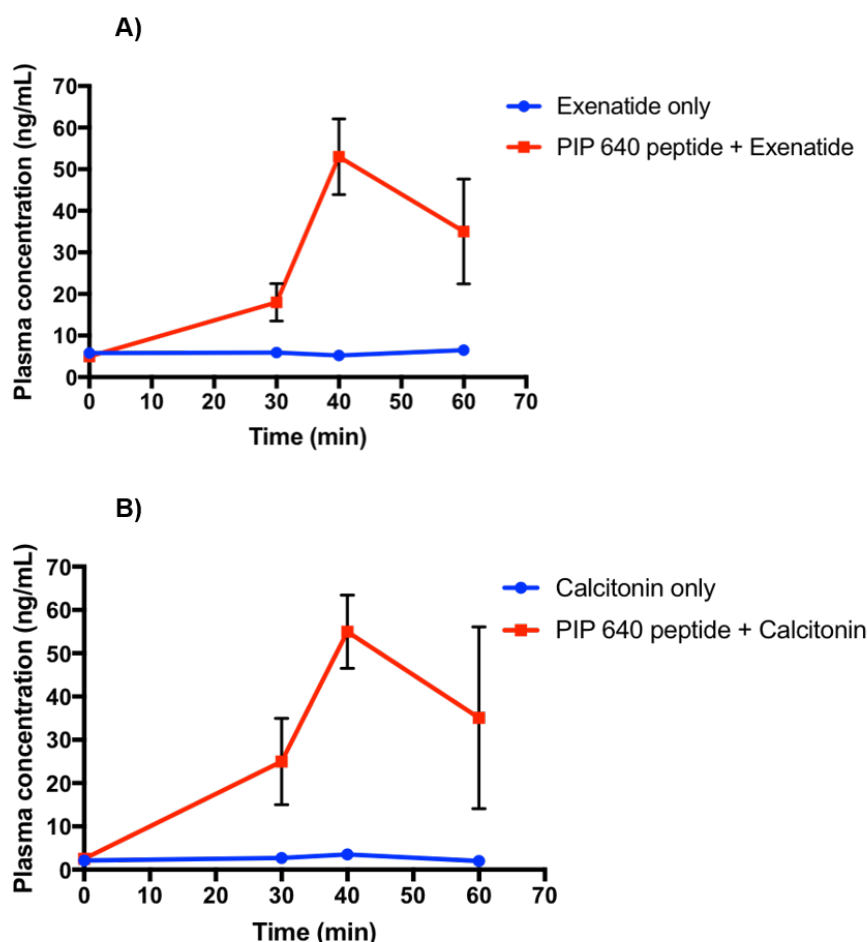 A)
Plasma concentration (ng/mL)
70
60
50
40
30
20
10
0
0 10 20 30 40 50 60 70
Time (min)
Exenatide only
PIP 640 peptide + Exenatide
B)
Plasma concentration (ng/mL)
70
60
50
40
30
20
10
0
0 10 20 30 40 50 60 70
Time (min)
Calcitonin only
PIP 640 peptide + Calcitonin